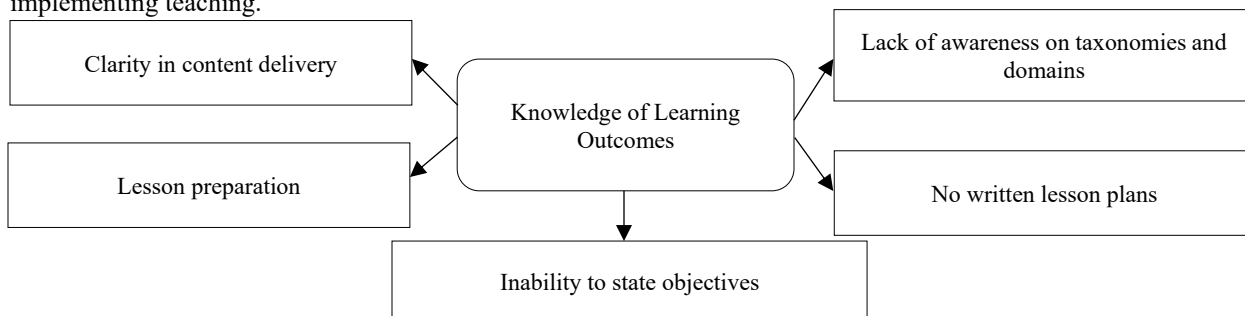 implementing teaching.
Clarity in content delivery
Lack of awareness on taxonomies and
domains
Knowledge of Learning
Outcomes
Lesson preparation
No written lesson plans
Inability to state objectives